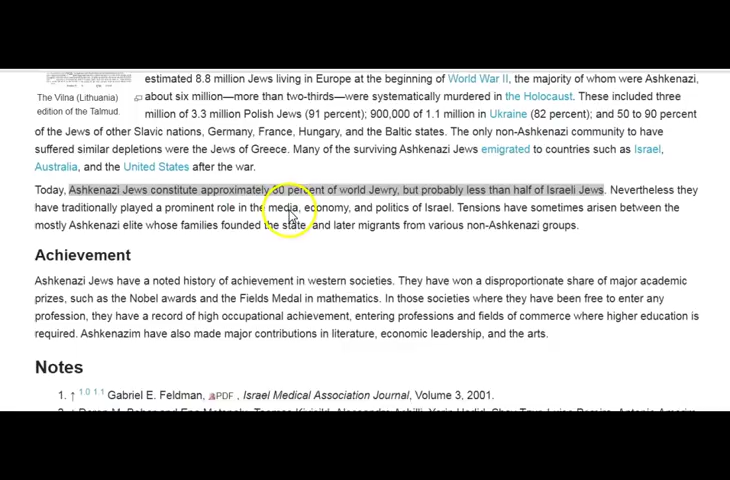 estimated 8.8 million Jews living in Europe at the beginning of World War II, the majority of whom were Ashkenazi,
The Vilna (Lithuania)
edition of the Talmud.
about six million—more than two-thirds—were systematically murdered in the Holocaust. These included three
million of 3.3 million Polish Jews (91 percent); 900,000 of 1.1 million in Ukraine (82 percent); and 50 to 90 percent
of the Jews of other Slavic nations, Germany, France, Hungary, and the Baltic states. The only non-Ashkenazi community to have
suffered similar depletions were the Jews of Greece. Many of the surviving Ashkenazi Jews emigrated to countries such as Israel,
Australia, and the United States after the war.
Today, Ashkenazi Jews constitute approximately 80 percent of world Jewry, but probably less than half of Israeli Jews. Nevertheless they
have traditionally played a prominent role in the media, economy, and politics of Israel. Tensions have sometimes arisen between the
mostly Ashkenazi elite whose families founded the state, and later migrants from various non-Ashkenazi groups.
Achievement
Ashkenazi Jews have a noted history of achievement in western societies. They have won a disproportionate share of major academic
prizes, such as the Nobel awards and the Fields Medal in mathematics. In those societies where they have been free to enter any
profession, they have a record of high occupational achievement, entering professions and fields of commerce where higher education is
required. Ashkenazim have also made major contributions in literature, economic leadership, and the arts.
Notes
1. ↑ 1.0 1.1 Gabriel E. Feldman, PDF , Israel Medical Association Journal, Volume 3, 2001.